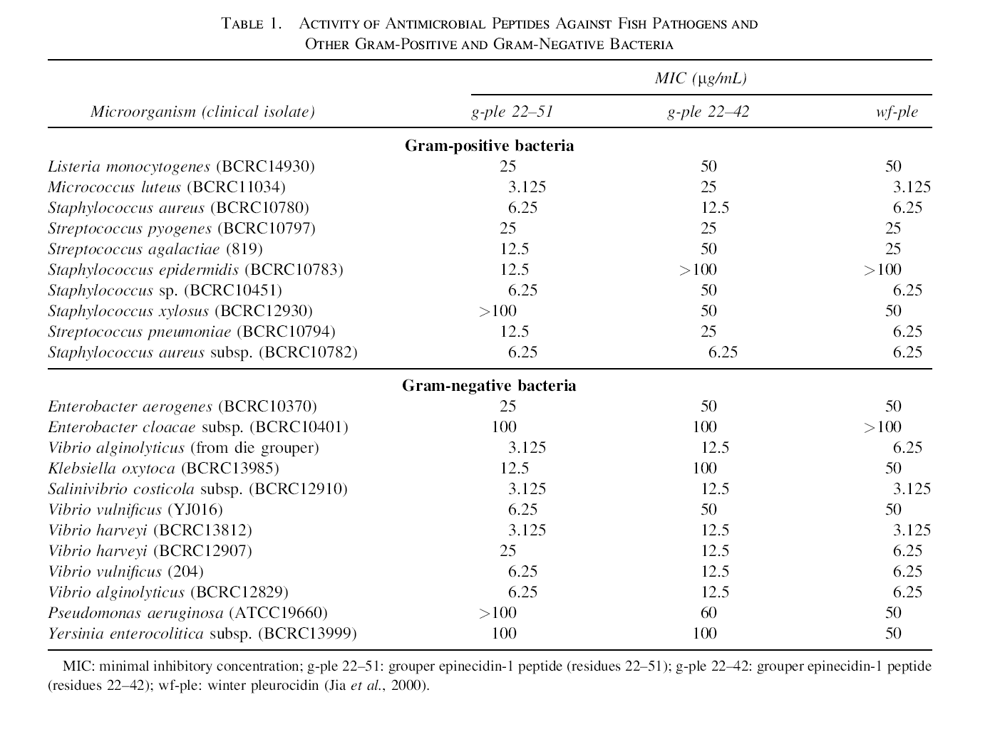 TABLE 1. ACTIVITY OF ANTIMICROBIAL PEPTIDES AGAINST FISH PATHOGENS AND
OTHER GRAM-POSITIVE AND GRAM-NEGATIVE BACTERIA
MIC (µg/mL)
Microorganism (clinical isolate) g-ple 22–51 g-ple 22–42 wf-ple
Gram-positive bacteria
Listeria monocytogenes (BCRC14930) 25 50 50
Micrococcus luteus (BCRC11034) 3.125 25 3.125
Staphylococcus aureus (BCRC10780) 6.25 12.5 6.25
Streptococcus pyogenes (BCRC10797) 25 25 25
Streptococcus agalactiae (819) 12.5 50 25
Staphylococcus epidermidis (BCRC10783) 12.5 >100 >100
Staphylococcus sp. (BCRC10451) 6.25 50 6.25
Staphylococcus xylosus (BCRC12930) >100 50 50
Streptococcus pneumoniae (BCRC10794) 12.5 25 6.25
Staphylococcus aureus subsp. (BCRC10782) 6.25 6.25 6.25
Gram-negative bacteria
Enterobacter aerogenes (BCRC10370) 25 50 50
Enterobacter cloacae subsp. (BCRC10401) 100 100 >100
Vibrio alginolyticus (from die grouper) 3.125 12.5 6.25
Klebsiella oxytoca (BCRC13985) 12.5 100 50
Salinivibrio costicola subsp. (BCRC12910) 3.125 12.5 3.125
Vibrio vulnificus (YJ016) 6.25 50 50
Vibrio harveyi (BCRC13812) 3.125 12.5 3.125
Vibrio harveyi (BCRC12907) 25 12.5 6.25
Vibrio vulnificus (204) 6.25 12.5 6.25
Vibrio alginolyticus (BCRC12829) 6.25 12.5 6.25
Pseudomonas aeruginosa (ATCC19660) >100 60 50
Yersinia enterocolitica subsp. (BCRC13999) 100 100 50
MIC: minimal inhibitory concentration; g-ple 22–51: grouper epinecidin-1 peptide (residues 22–51); g-ple 22–42: grouper epinecidin-1 peptide
(residues 22–42); wf-ple: winter pleurocidin (Jia et al., 2000).